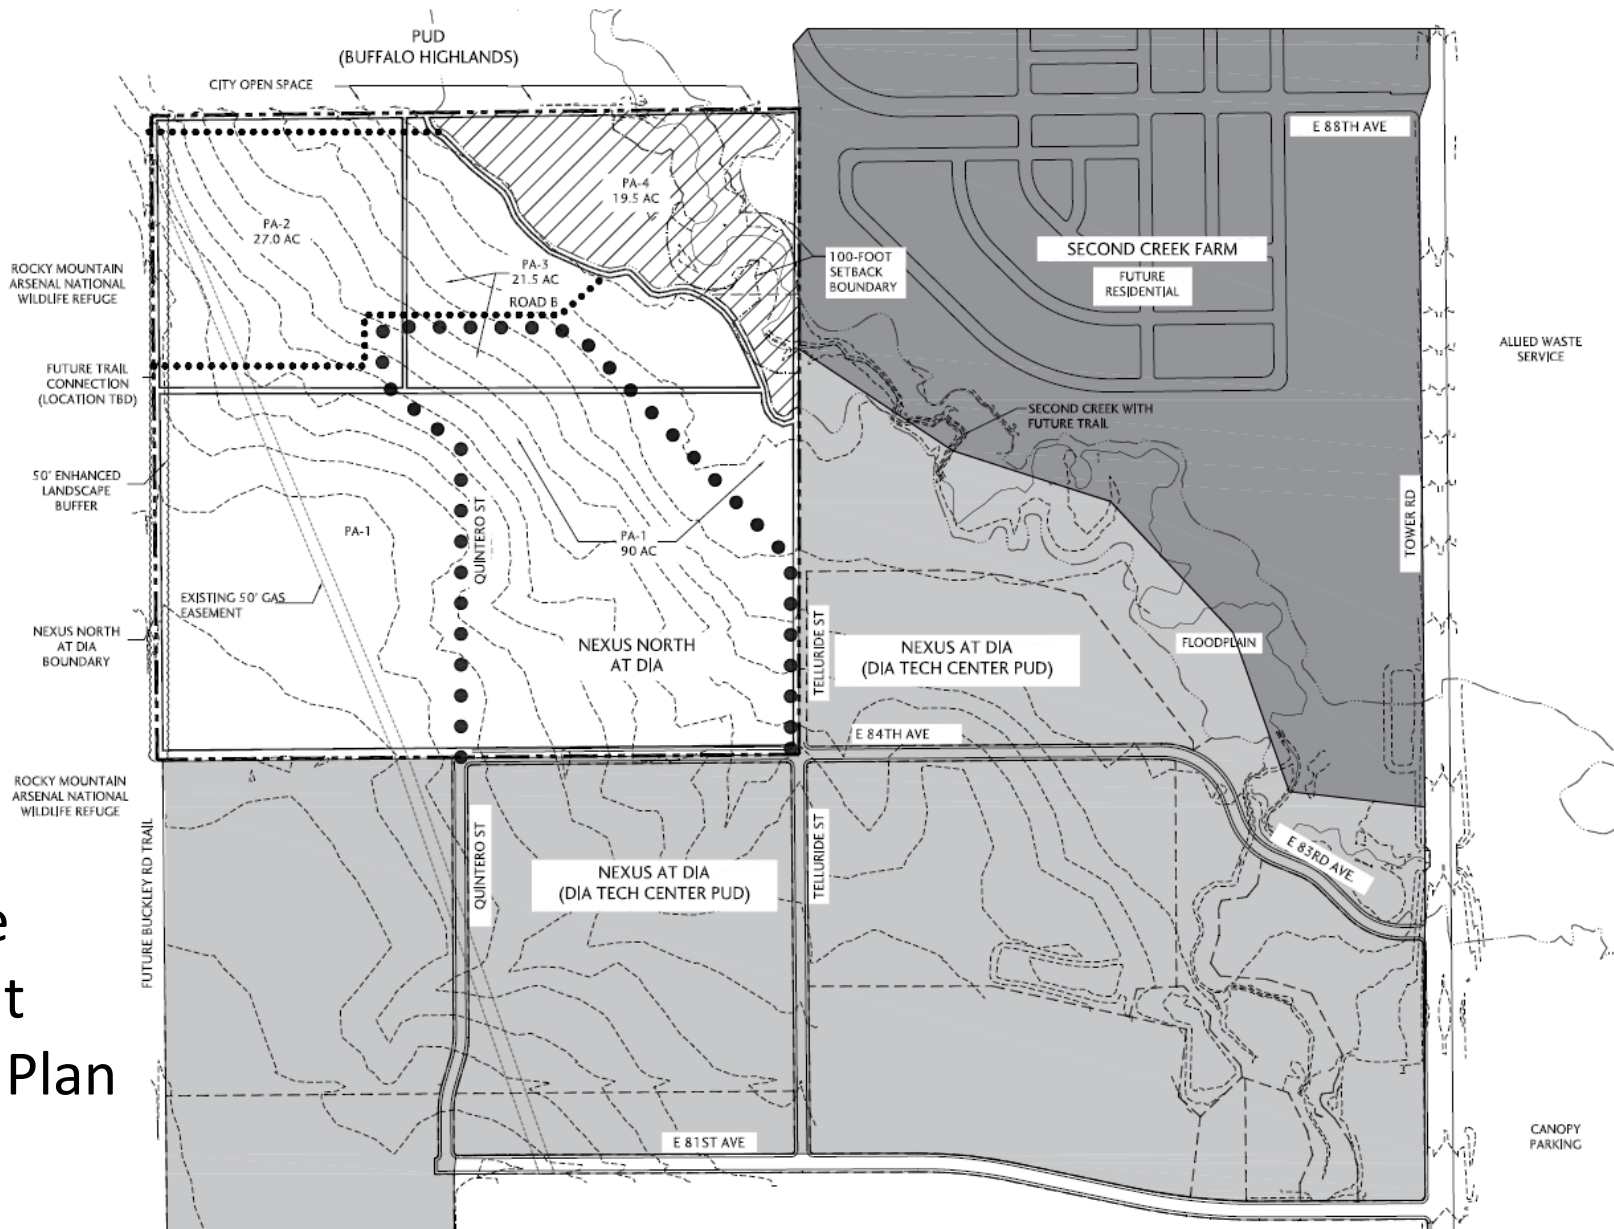 PUD
(BUFFALO HIGHLANDS)
CITY OPEN SPACE
E 88TH AVE
PA-4
19.5 AC
PA-2
27.0 AC
SECOND CREEK FARM
FUTURE
RESIDENTIAL
100-FOOT
SETBACK
BOUNDARY
PA-3
21.5 AC
ROAD B
ROCKY MOUNTAIN
ARSENAL NATIONAL
WILDLIFE REFUGE
ALLIED WASTE
SERVICE
FUTURE TRAIL
CONNECTION
(LOCATION TBD)
SECOND CREEK WITH
FUTURE TRAIL
50' ENHANCED
LANDSCAPE
BUFFER
QUINTERO ST
TOWER RD
PA-1
PA-1
90 AC
EXISTING 50' GAS
EASEMENT
NEXUS NORTH
AT DIA
BOUNDARY
NEXUS NORTH
AT DIA
TELLURIDE ST
NEXUS AT DIA
(DIA TECH CENTER PUD)
FLOODPLAIN
E 84TH AVE
ROCKY MOUNTAIN
ARSENAL NATIONAL
WILDLIFE REFUGE
FUTURE BUCKLEY RD TRAIL
QUINTERO ST
NEXUS AT DIA
(DIA TECH CENTER PUD)
TELLURIDE ST
E 83RD AVE
e
t
Plan
E 81ST AVE
CANOPY
PARKING